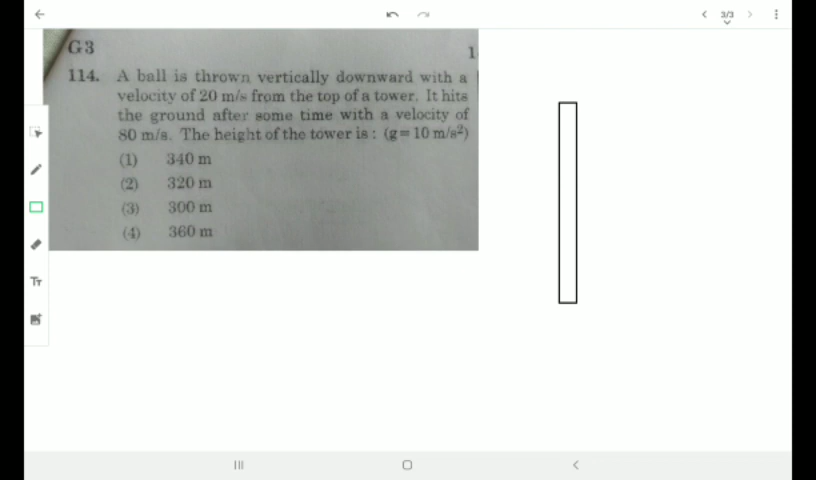 3/3
G3
1
114. A ball is thrown vertically downward with a
velocity of 20 m/s from the top of a tower. It hits
the ground after some time with a velocity of
80 m/s. The height of the tower is : (g = 10 m/s²)
(1) 340 m
(2) 320 m
(3) 300 m
(4) 360 m
TT